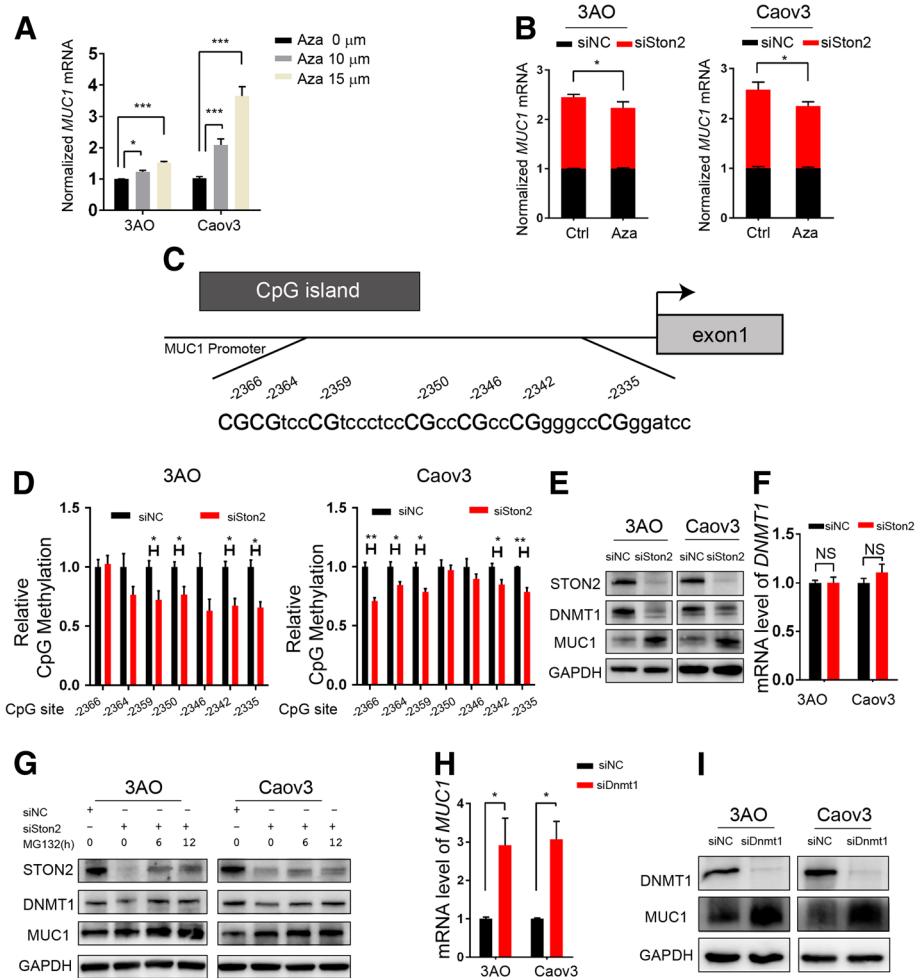 A
Normalized MUC1 mRNA
5
4
3
2
1
0
***
*
***
***
3AO
Caov3
Aza 0 μm
Aza 10 μm
Aza 15 μm
B
3AO
siNC siSton2
Normalized MUC1 mRNA
3
2
1
0
*
Ctrl Aza
Caov3
siNC siSton2
Normalized MUC1 mRNA
3
2
1
0
*
Ctrl Aza
C
CpG island
exon1
MUC1 Promoter
-2366 -2364 -2359 -2350 -2346 -2342 -2335
CGCGtccCGtccctccCGccCGccCGgggccCGggatcc
D
3AO
siNC siSton2
Relative
CpG Methylation
1.5
1.0
0.5
0.0
* * * *
CpG site -2366 -2364 -2359 -2350 -2346 -2342 -2335
Caov3
siNC siSton2
Relative
CpG Methylation
1.5
1.0
0.5
0.0
** * * * **
CpG site -2366 -2364 -2359 -2350 -2346 -2342 -2335
E
3AO Caov3
siNC siSton2 siNC siSton2
STON2
DNMT1
MUC1
GAPDH
F
siNC
siSton2
mRNA level of DNMT1
1.5
1.0
0.5
0.0
NS NS
3AO Caov3
G
3AO Caov3
siNC + − − − + − − −
siSton2 − + + + − + + +
MG132(h) 0 0 6 12 0 0 6 12
STON2
DNMT1
MUC1
GAPDH
H
siNC
siDnmt1
mRNA level of MUC1
4
3
2
1
0
* *
3AO Caov3
I
3AO Caov3
siNC siDnmt1 siNC siDnmt1
DNMT1
MUC1
GAPDH